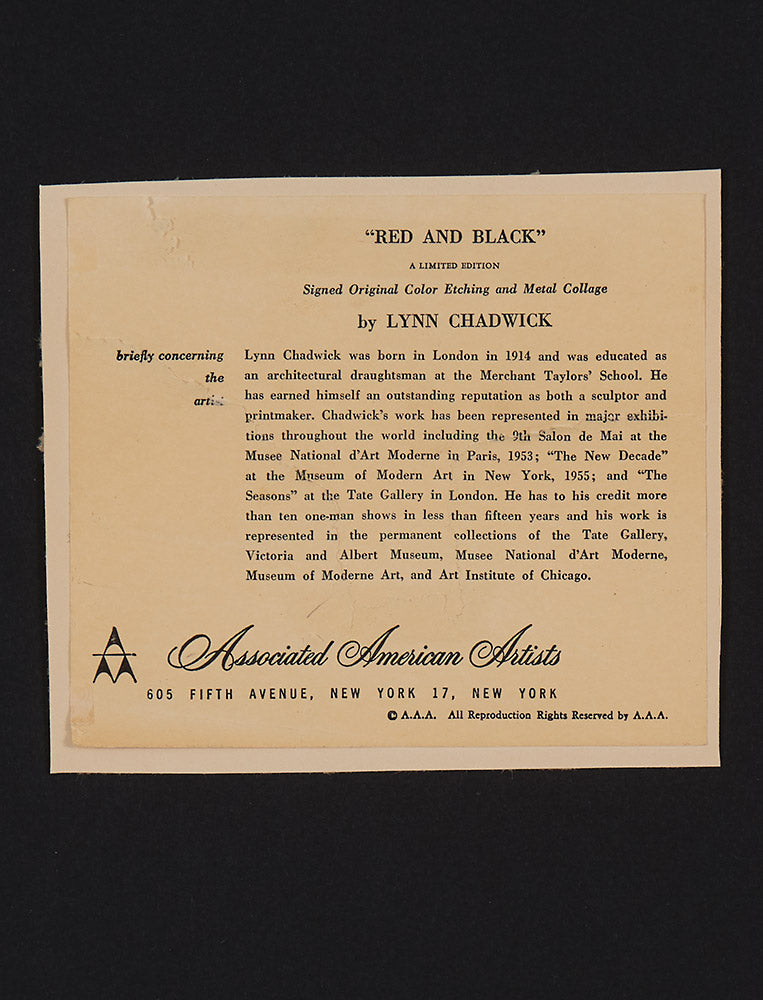 “RED AND BLACK”
A LIMITED EDITION
Signed Original Color Etching and Metal Collage
by LYNN CHADWICK
briefly concerning
the
Lynn Chadwick was born in London in 1914 and was educated as
an architectural draughtsman at the Merchant Taylors’ School. He
has earned himself an outstanding reputation as both a sculptor and
printmaker. Chadwick’s work has been represented in major exhibi-
tions throughout the world including the 9th Salon de Mai at the
Musee National d’Art Moderne in Paris, 1953; “The New Decade”
at the Museum of Modern Art in New York, 1955; and “The
Seasons” at the Tate Gallery in London. He has to his credit more
than ten one-man shows in less than fifteen years and his work is
represented in the permanent collections of the Tate Gallery,
Victoria and Albert Museum, Musee National d’Art Moderne,
Museum of Moderne Art, and Art Institute of Chicago.
Associated American Artists
605 FIFTH AVENUE, NEW YORK 17, NEW YORK
© A.A.A. All Reproduction Rights Reserved by A.A.A.